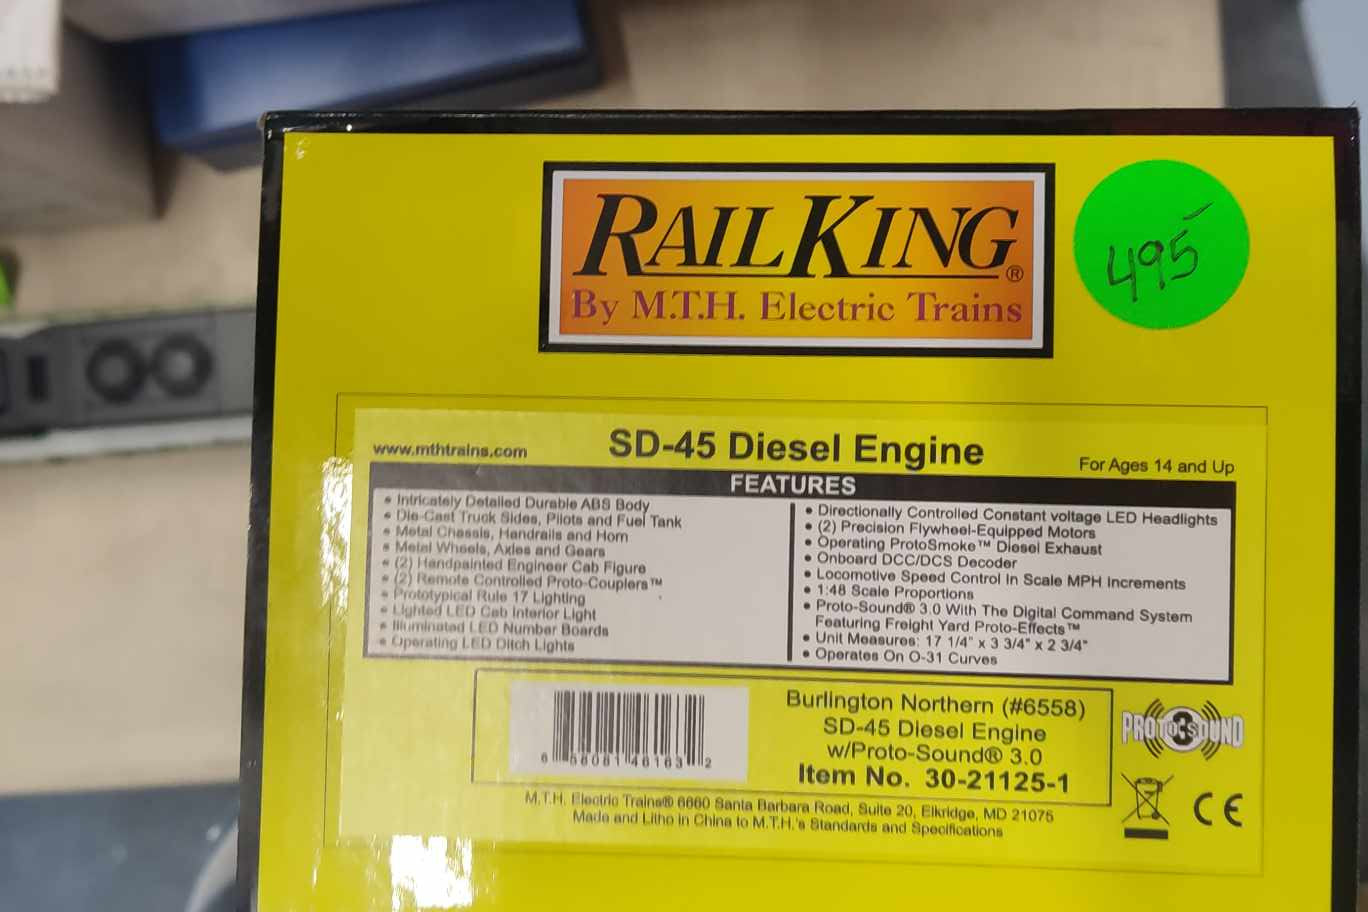 RAILKING®
By M.T.H. Electric Trains
495
www.mthtrains.com
SD-45 Diesel Engine
For Ages 14 and Up
FEATURES
• Intricately Detailed Durable ABS Body
• Die-Cast Truck Sides, Pilots and Fuel Tank
• Metal Chassis, Handrails and Horn
• Metal Wheels, Axles and Gears
• (2) Handpainted Engineer Cab Figure
• (2) Remote Controlled Proto-Couplers™
• Prototypical Rule 17 Lighting
• Lighted LED Cab Interior Light
• Illuminated LED Number Boards
• Operating LED Ditch Lights
• Directionally Controlled Constant voltage LED Headlights
• (2) Precision Flywheel-Equipped Motors
• Operating ProtoSmoke™ Diesel Exhaust
• Onboard DCC/DCS Decoder
• Locomotive Speed Control In Scale MPH Increments
• 1:48 Scale Proportions
• Proto-Sound® 3.0 With The Digital Command System
Featuring Freight Yard Proto-Effects™
• Unit Measures: 17 1/4" x 3 3/4" x 2 3/4"
• Operates On O-31 Curves
6 58081 48163 2
Burlington Northern (#6558)
SD-45 Diesel Engine
w/Proto-Sound® 3.0
Item No. 30-21125-1
PROTO 3 SOUND
CE
M.T.H. Electric Trains® 6660 Santa Barbara Road, Suite 20, Elkridge, MD 21075
Made and Litho in China to M.T.H.'s Standards and Specifications